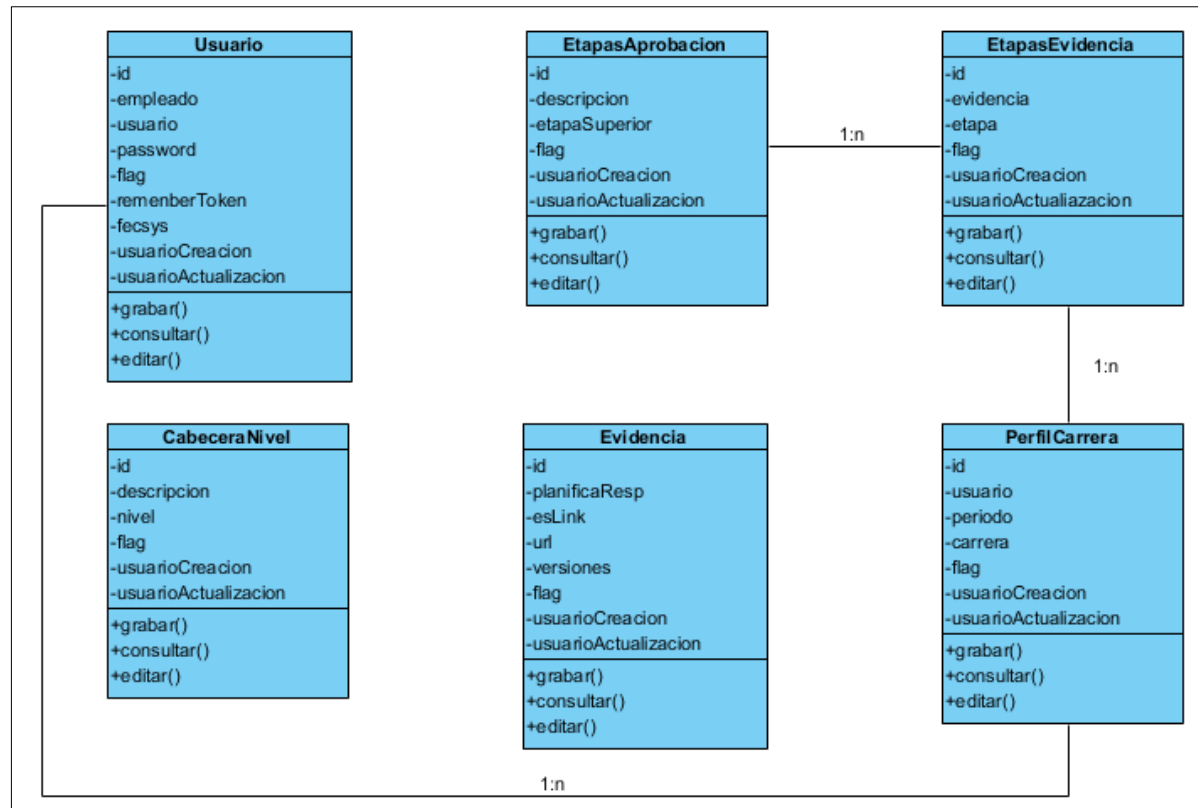 Usuario
-id
-empleado
-usuario
-password
-flag
-remenberToken
-fecsys
-usuarioCreacion
-usuarioActualizacion
+grabar()
+consultar()
+editar()
EtapasAprobacion
-id
-descripcion
-etapaSuperior
-flag
-usuarioCreacion
-usuarioActualizacion
+grabar()
+consultar()
+editar()
1:n
EtapasEvidencia
-id
-evidencia
-etapa
-flag
-usuarioCreacion
-usuarioActualiazacion
+grabar()
+consultar()
+editar()
1:n
CabeceraNivel
-id
-descripcion
-nivel
-flag
-usuarioCreacion
-usuarioActualizacion
+grabar()
+consultar()
+editar()
Evidencia
-id
-planificaResp
-esLink
-url
-versiones
-flag
-usuarioCreacion
-usuarioActualizacion
+grabar()
+consultar()
+editar()
PerfilCarrera
-id
-usuario
-periodo
-carrera
-flag
-usuarioCreacion
-usuarioActualizacion
+grabar()
+consultar()
+editar()
1:n